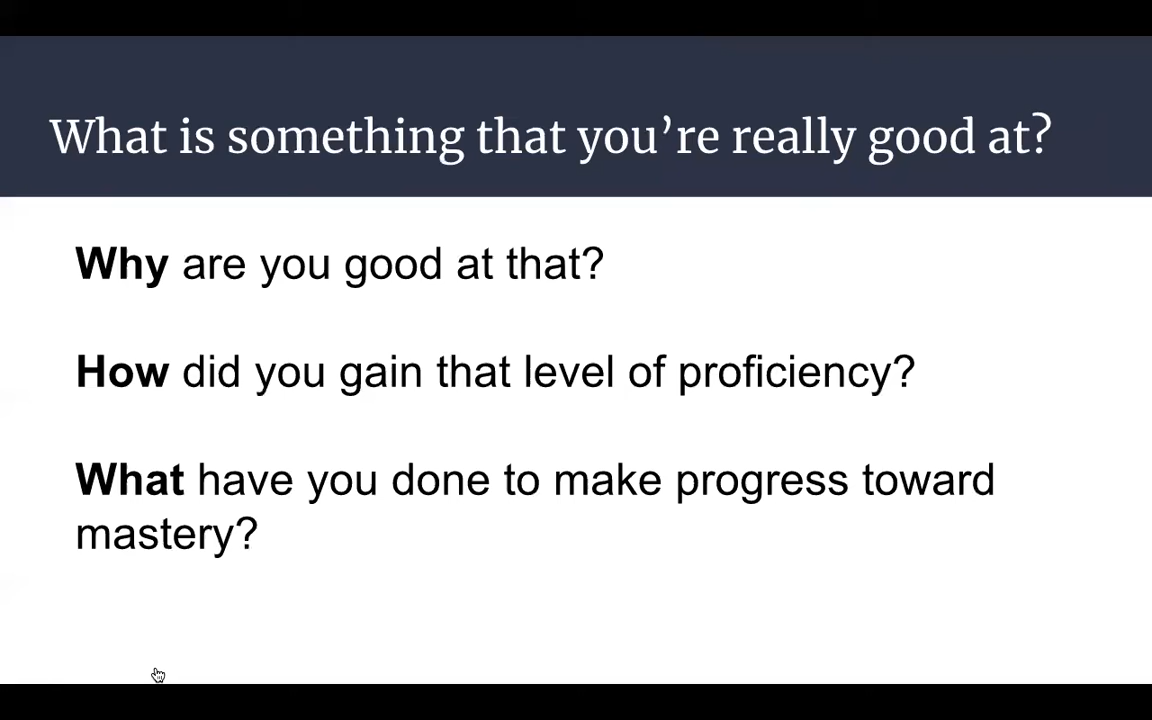 What is something that you’re really good at?
Why are you good at that?
How did you gain that level of proficiency?
What have you done to make progress toward
mastery?